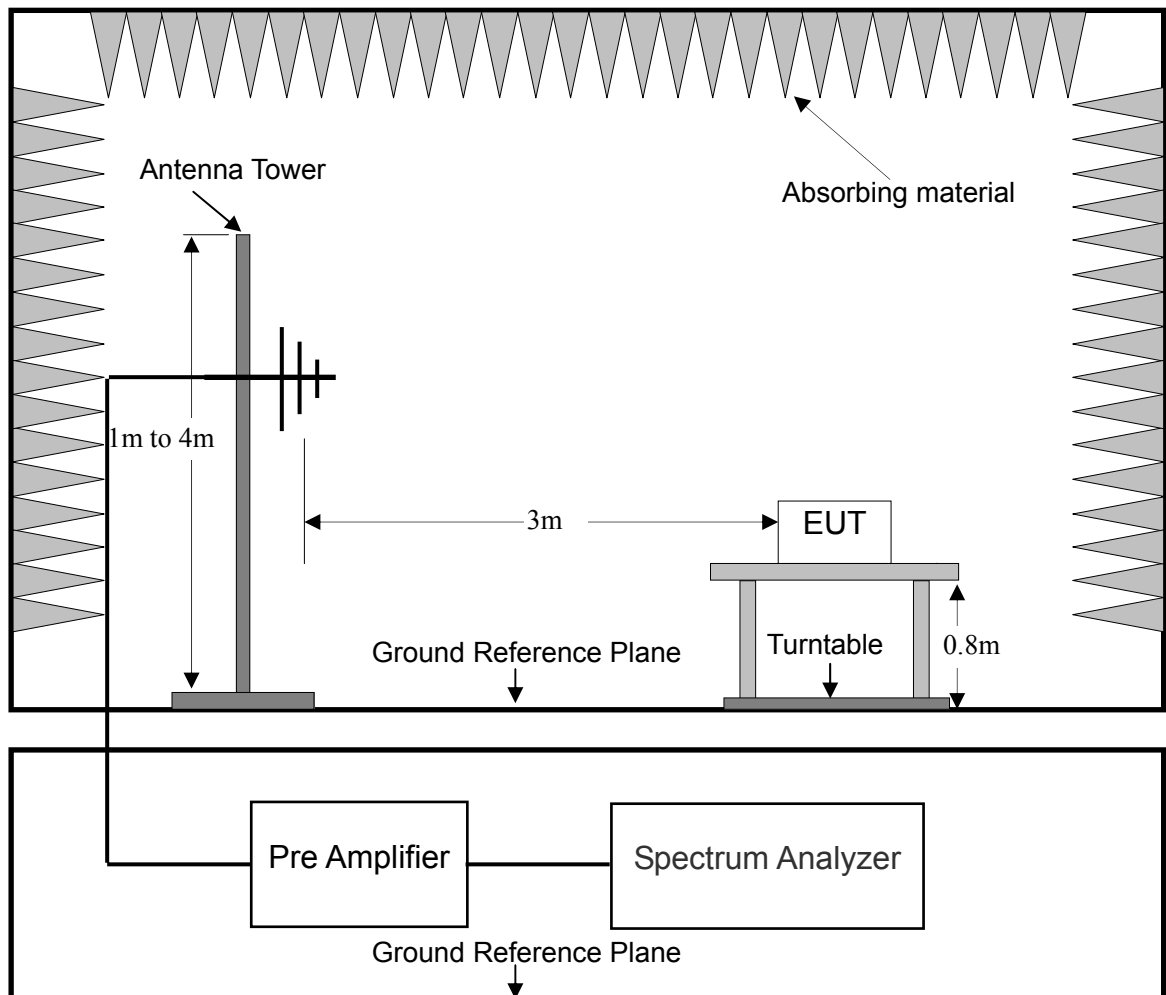 Antenna Tower
Absorbing material
1m to 4m
3m
EUT
Ground Reference Plane
Turntable
0.8m
Pre Amplifier
Spectrum Analyzer
Ground Reference Plane